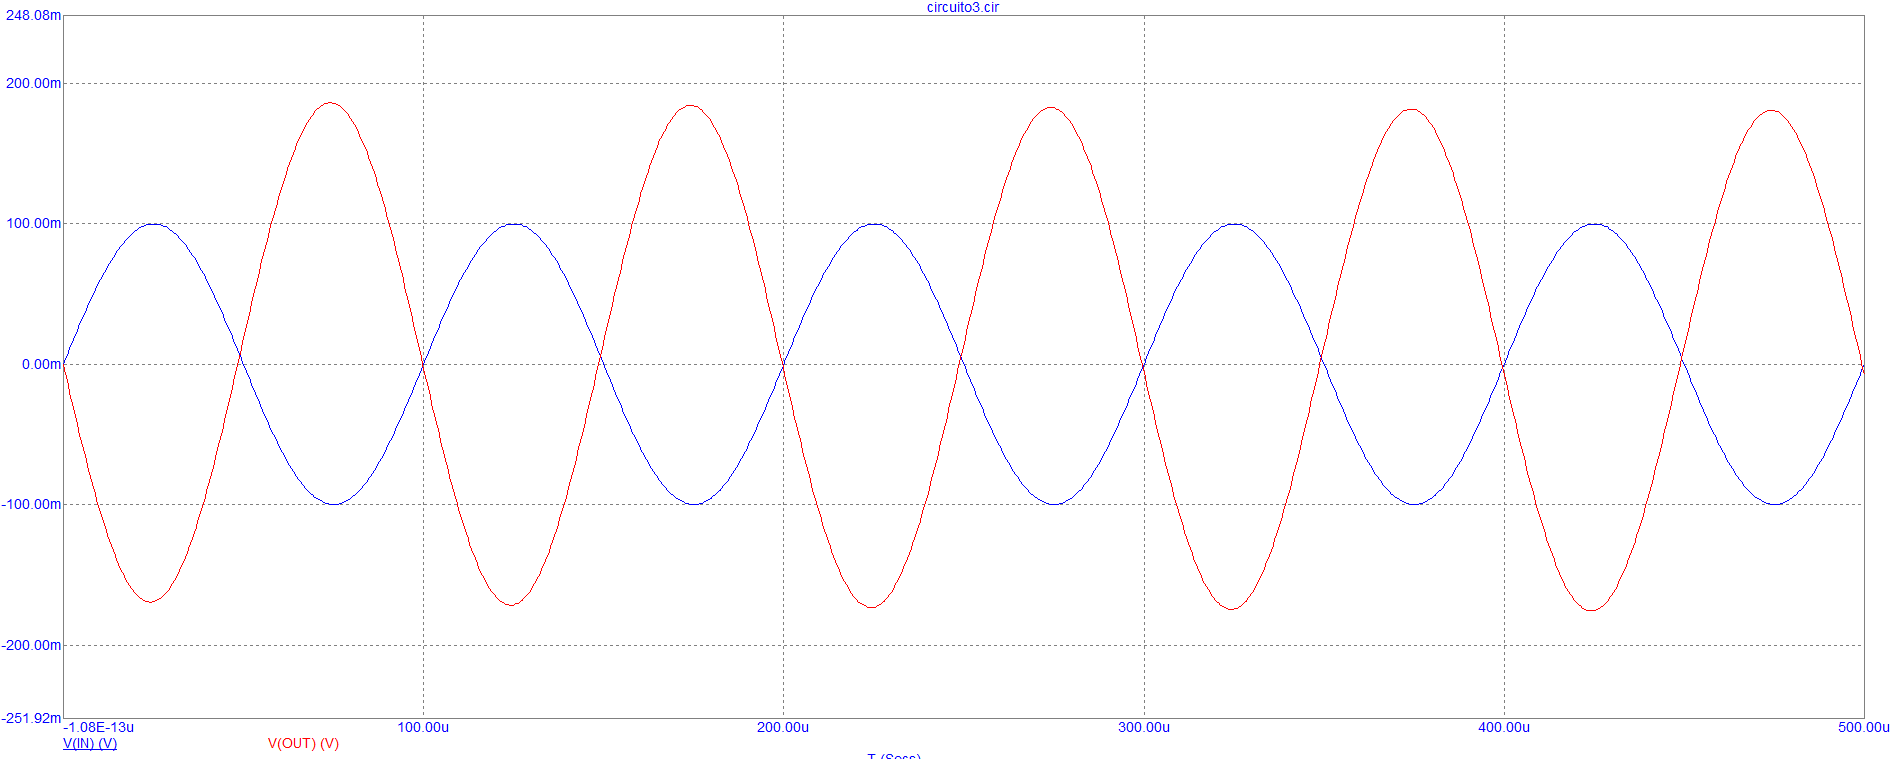 circuito3.cir
248.08m
200.00m
100.00m
0.00m
-100.00m
-200.00m
-251.92m
-1.08E-13u 100.00u 200.00u 300.00u 400.00u 500.00u
V(IN) (V) V(OUT) (V)
T (Secs)